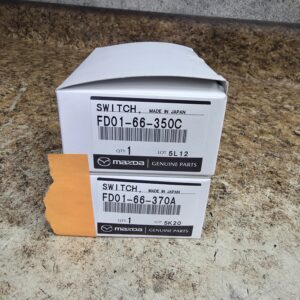 SWITCH, MADE IN JAPAN
FD01-66-350C
QTY 1 LOT 5L12
mazda GENUINE PARTS
SWITCH, MADE IN JAPAN
FD01-66-370A
QTY 1 LOT 5K20
mazda GENUINE PARTS